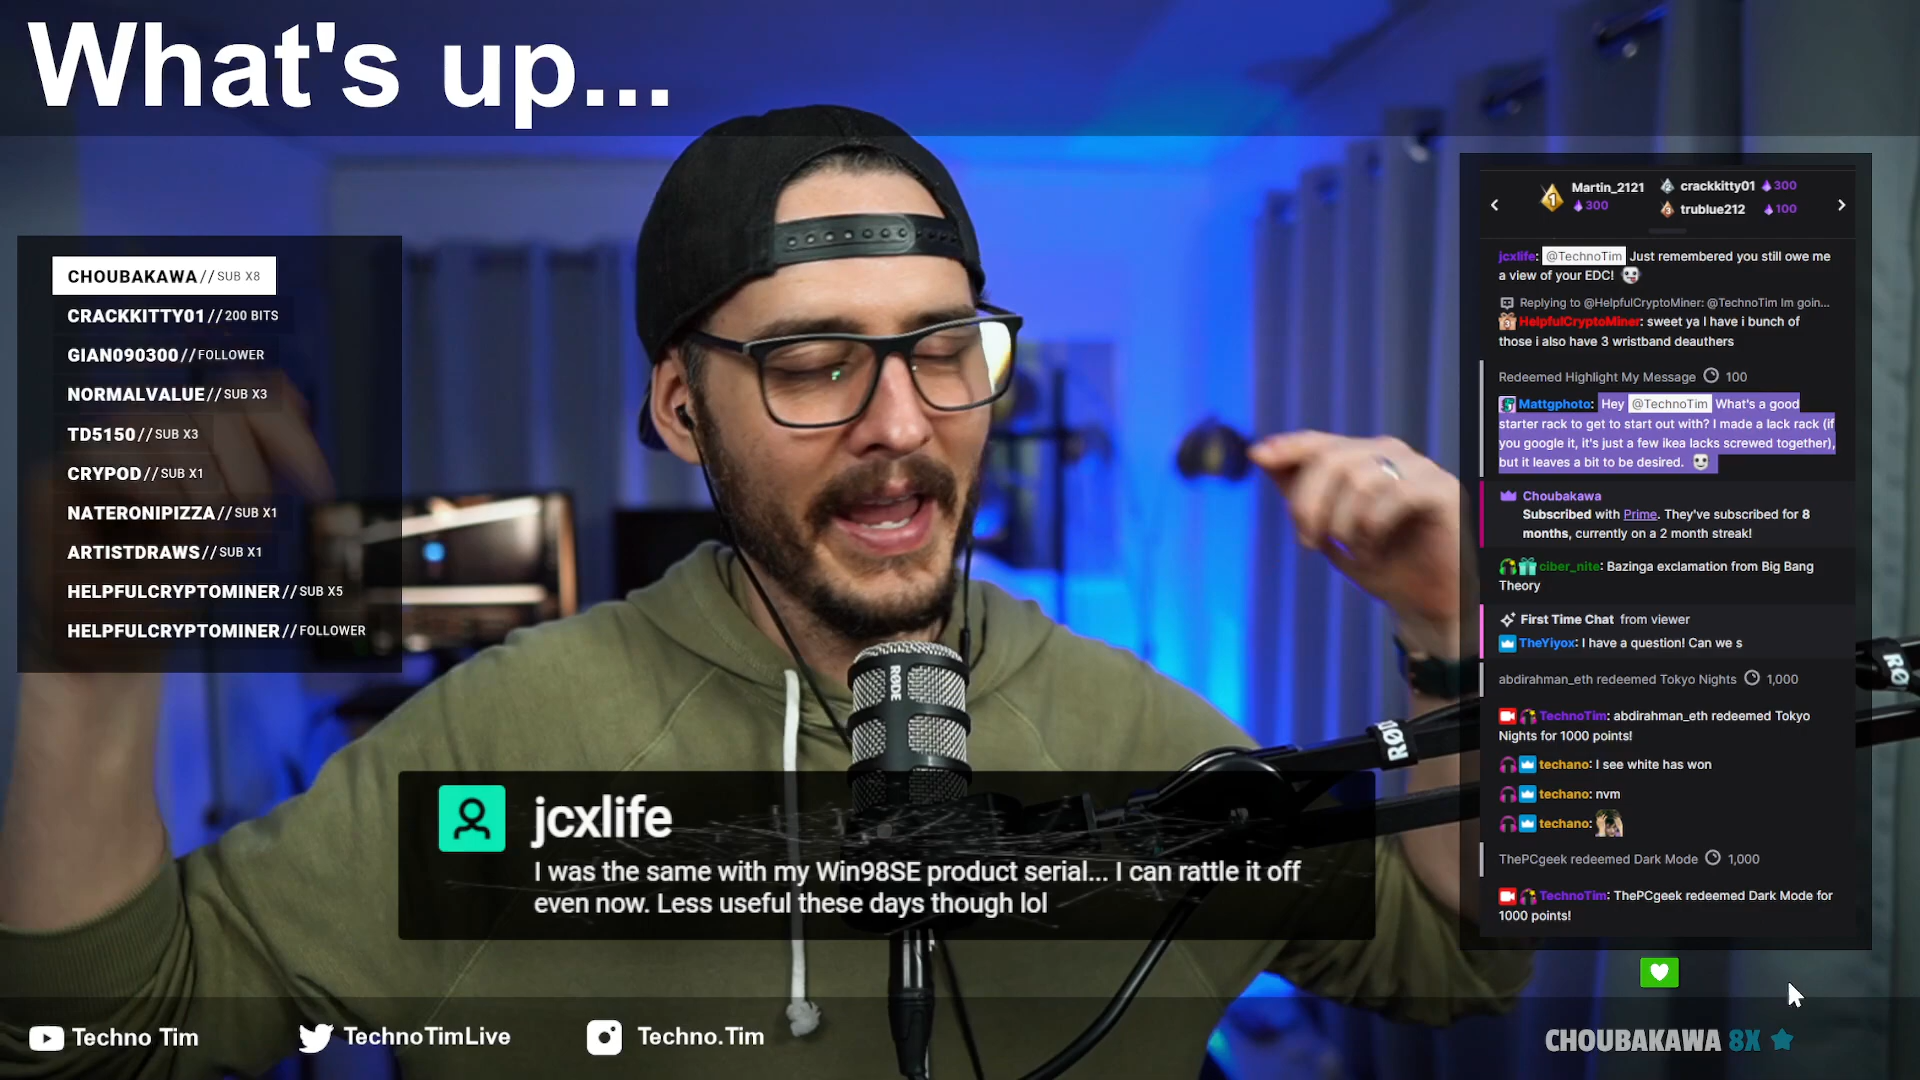 What's up...
CHOUBAKAWA // SUB X8
CRACKKITTY01 // 200 BITS
GIAN090300 // FOLLOWER
NORMALVALUE // SUB X3
TD5150 // SUB X3
CRYPOD // SUB X1
NATERONIPIZZA // SUB X1
ARTISTDRAWS // SUB X1
HELPFULCRYPTOMINER // SUB X5
HELPFULCRYPTOMINER // FOLLOWER
RØDE
RØD
RØ
jcxlife
I was the same with my Win98SE product serial... I can rattle it off
even now. Less useful these days though lol
1 Martin_2121 300
2 crackkitty01 300
3 trublue212 100
jcxlife: @TechnoTim Just remembered you still owe me
a view of your EDC!
Replying to @HelpfulCryptoMiner: @TechnoTim Im goin...
HelpfulCryptoMiner: sweet ya I have i bunch of
those i also have 3 wristband deauthers
Redeemed Highlight My Message 100
Mattgphoto: Hey @TechnoTim What's a good
starter rack to get to start out with? I made a lack rack (if
you google it, it's just a few ikea lacks screwed together),
but it leaves a bit to be desired.
Choubakawa
Subscribed with Prime. They've subscribed for 8
months, currently on a 2 month streak!
ciber_nite: Bazinga exclamation from Big Bang
Theory
First Time Chat from viewer
TheYiyox: I have a question! Can we s
abdirahman_eth redeemed Tokyo Nights 1,000
TechnoTim: abdirahman_eth redeemed Tokyo
Nights for 1000 points!
techano: I see white has won
techano: nvm
techano:
ThePCgeek redeemed Dark Mode 1,000
TechnoTim: ThePCgeek redeemed Dark Mode for
1000 points!
Techno Tim
TechnoTimLive
Techno.Tim
CHOUBAKAWA 8X